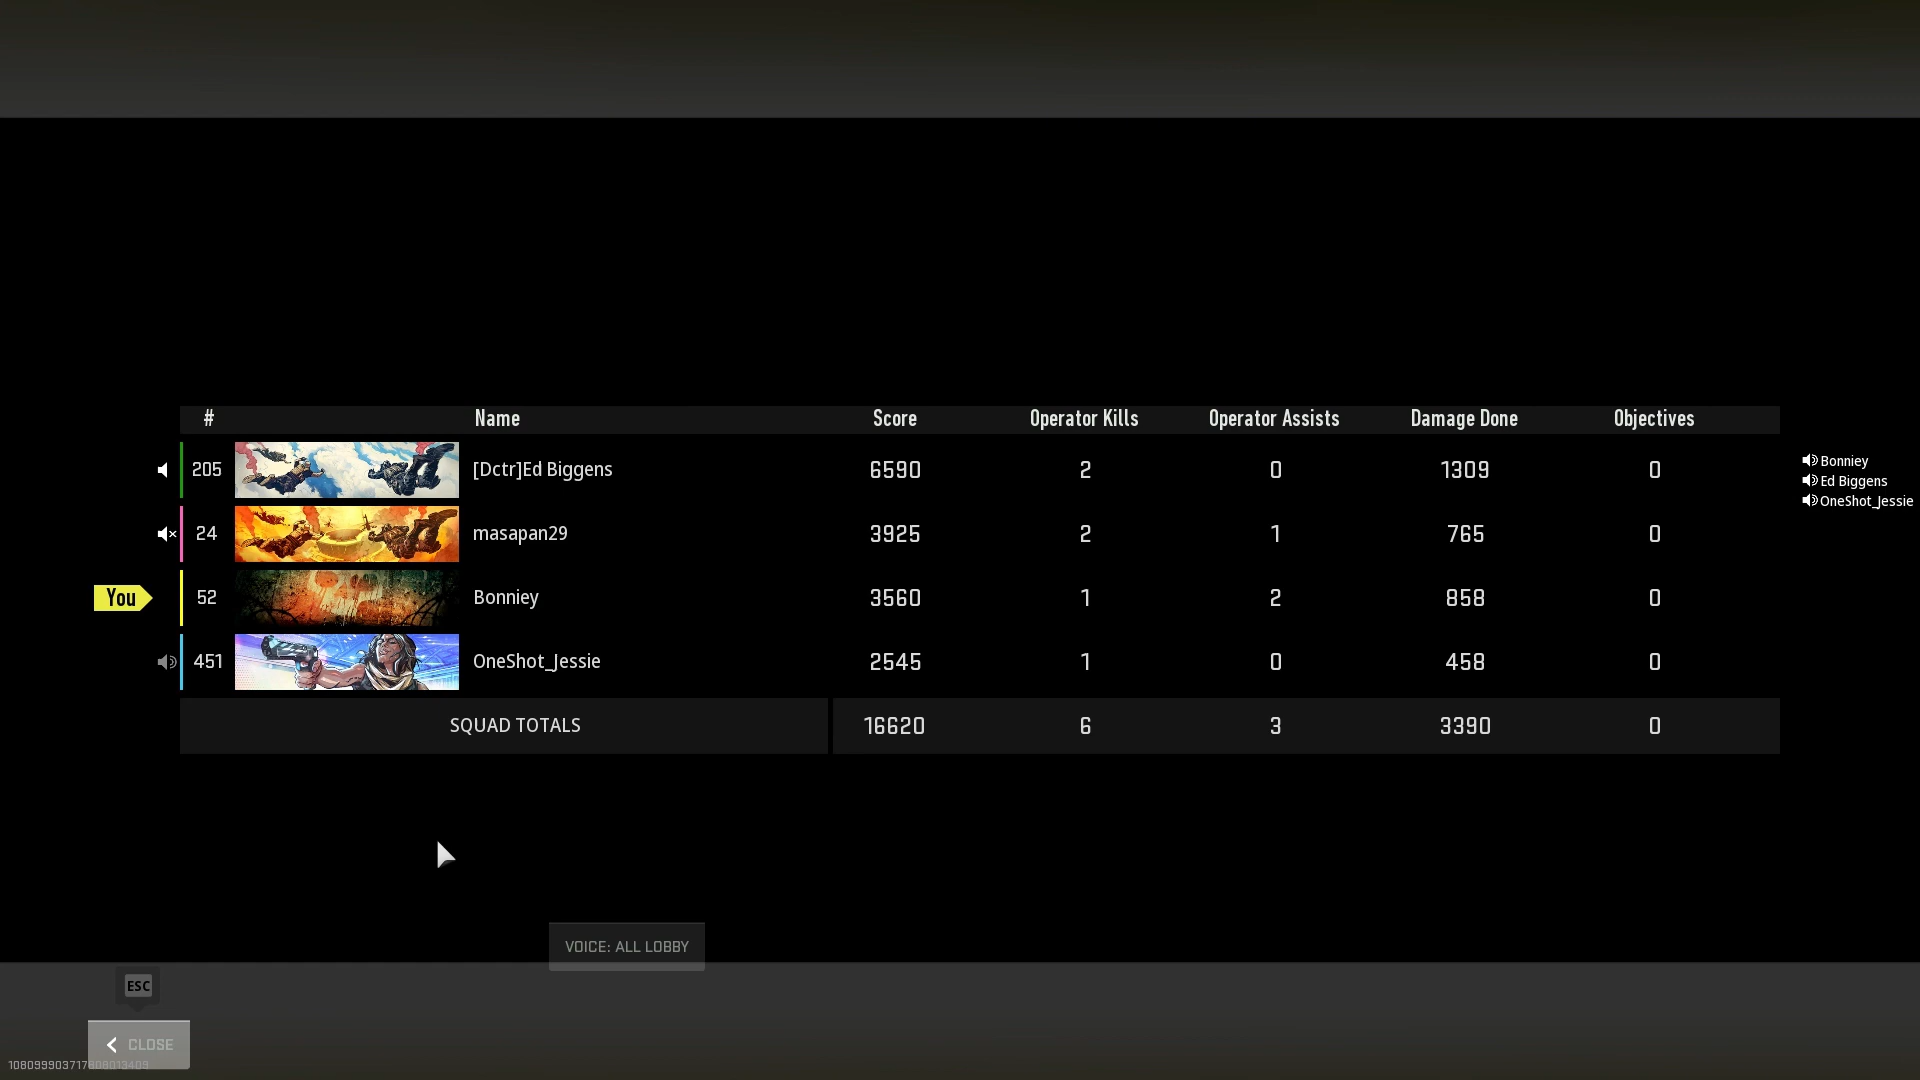 # Name Score Operator Kills Operator Assists Damage Done Objectives
205 [Dctr]Ed Biggens 6590 2 0 1309 0
24 masapan29 3925 2 1 765 0
You 52 Bonniey 3560 1 2 858 0
451 OneShot_Jessie 2545 1 0 458 0
SQUAD TOTALS 16620 6 3 3390 0
Bonniey
Ed Biggens
OneShot_Jessie
VOICE: ALL LOBBY
ESC
CLOSE